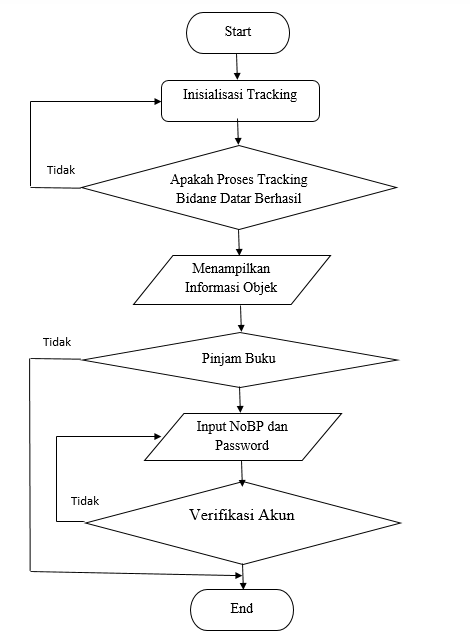 Start
Inisialisasi Tracking
Tidak
Apakah Proses Tracking
Bidang Datar Berhasil
Menampilkan
Informasi Objek
Tidak
Pinjam Buku
Input NoBP dan
Password
Tidak
Verifikasi Akun
End